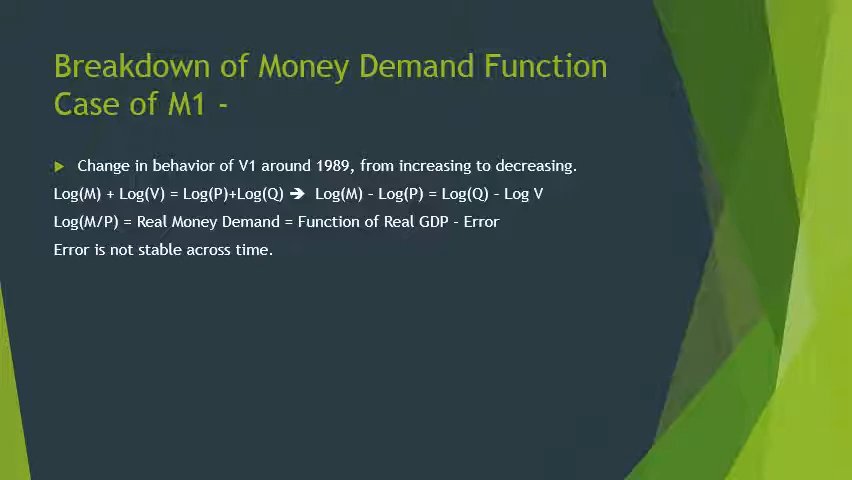 Breakdown of Money Demand Function
Case of M1 -
Change in behavior of V1 around 1989, from increasing to decreasing.
Log(M) + Log(V) = Log(P)+Log(Q) ➔ Log(M) – Log(P) = Log(Q) – Log V
Log(M/P) = Real Money Demand = Function of Real GDP – Error
Error is not stable across time.